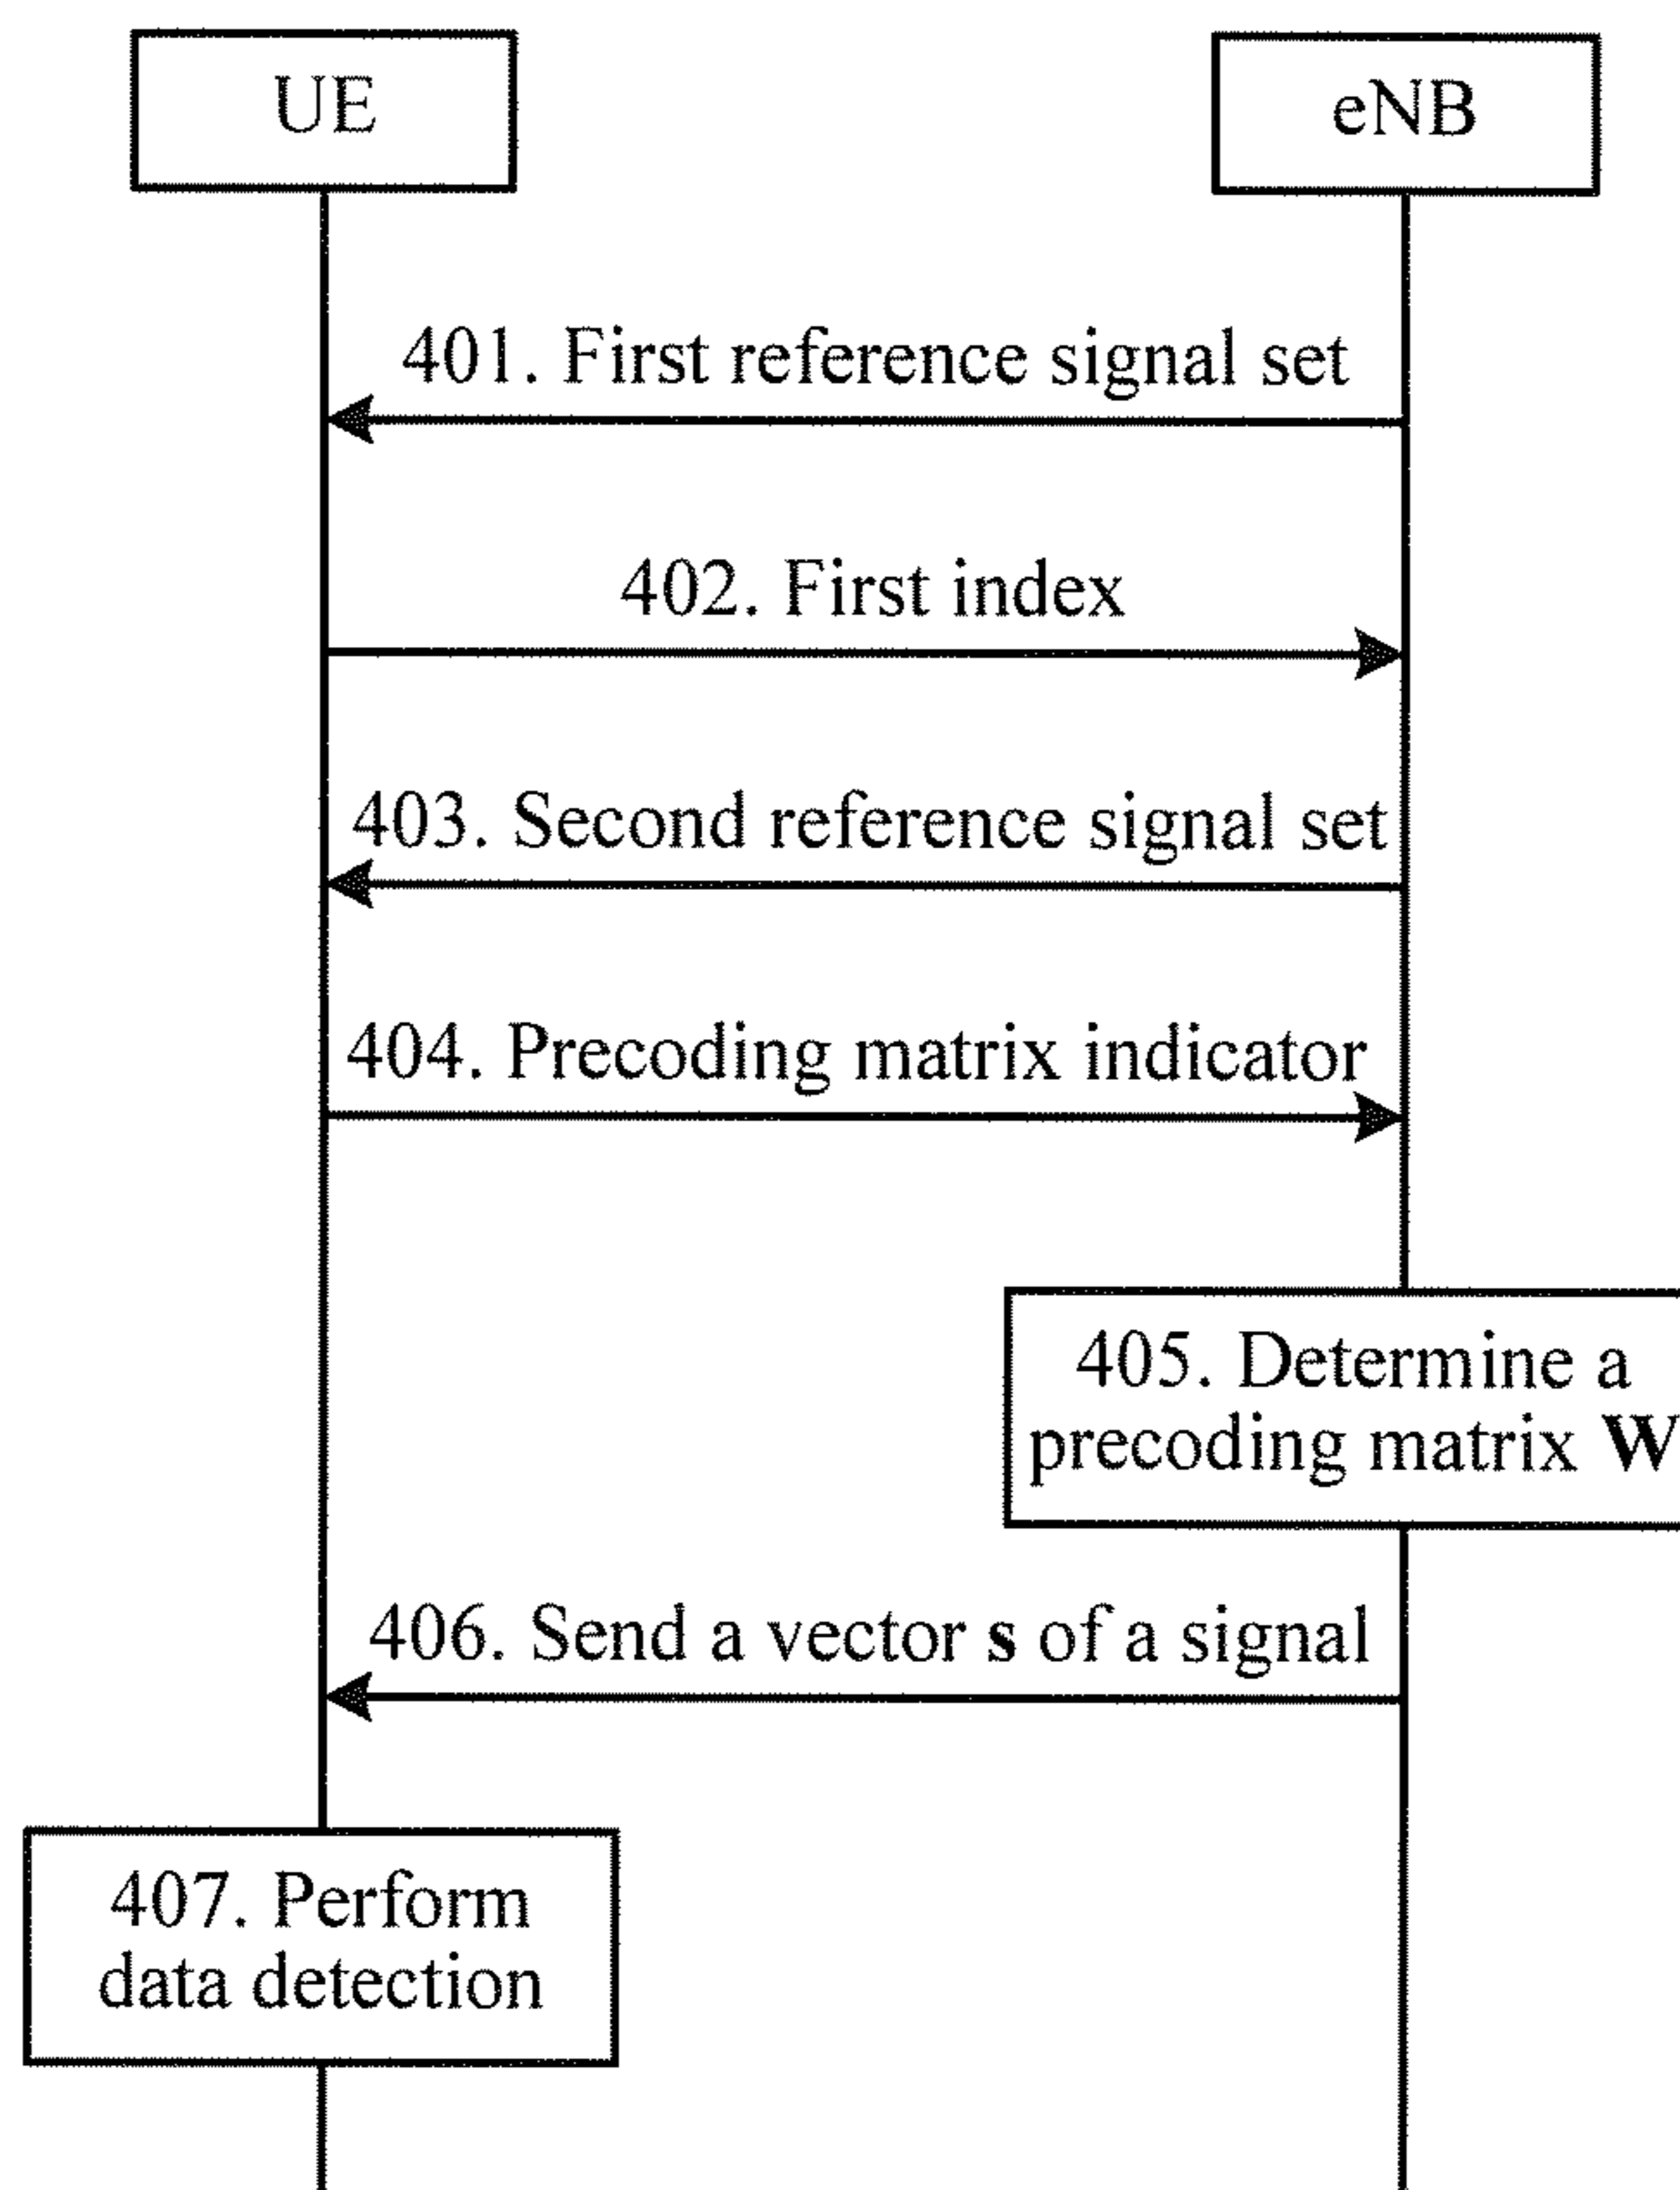 UE
eNB
401. First reference signal set
402. First index
403. Second reference signal set
404. Precoding matrix indicator
405. Determine a
precoding matrix W
406. Send a vector s of a signal
407. Perform
data detection